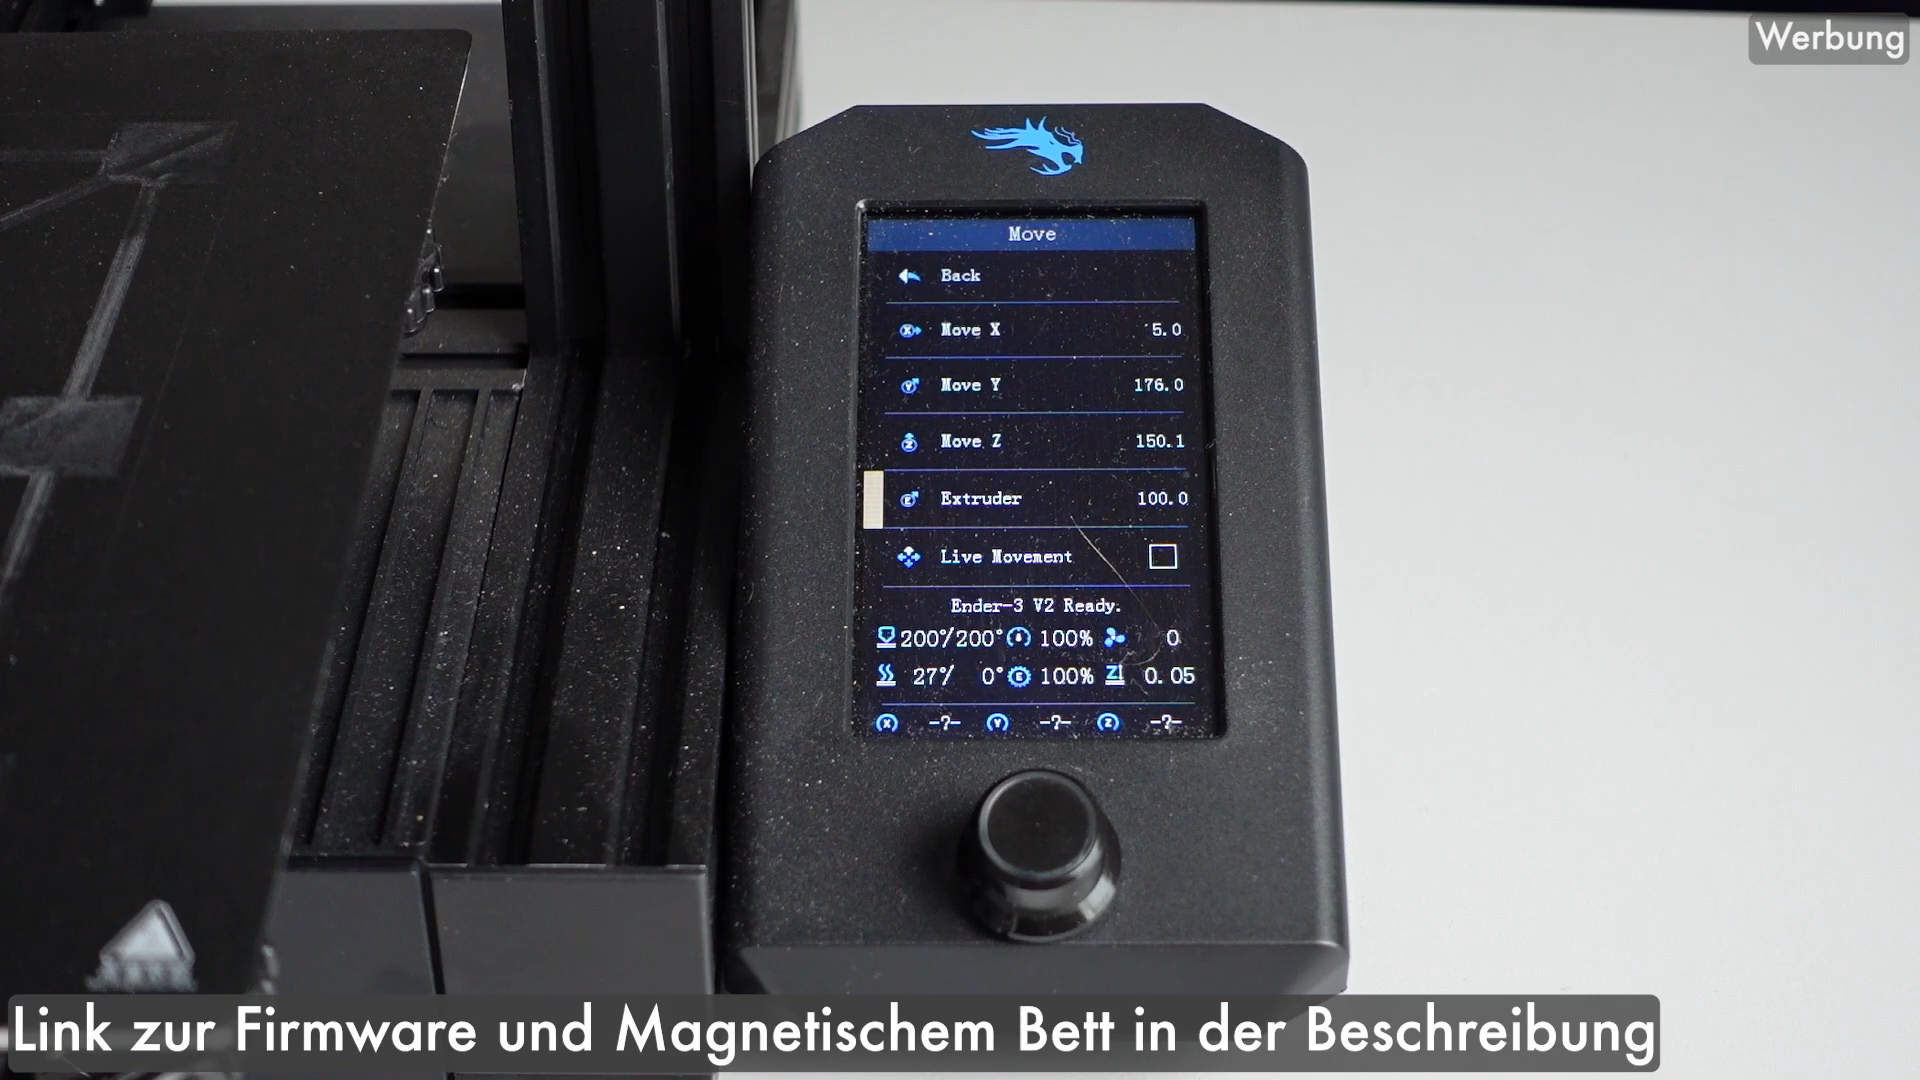 Werbung
Move
Back
Move X 5.0
Move Y 176.0
Move Z 150.1
Extruder 100.0
Live Movement
Ender-3 V2 Ready.
200°/200° 100% 0
27°/ 0° 100% 0.05
X -?- Y -?- Z -?-
Link zur Firmware und Magnetischem Bett in der Beschreibung